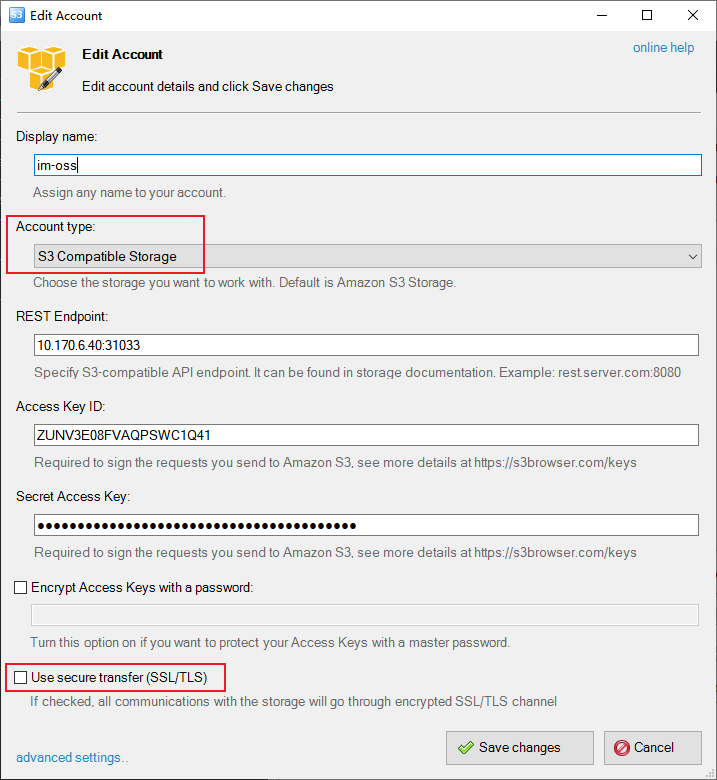 S3 Edit Account
Edit Account
online help
Edit account details and click Save changes
Display name:
im-oss
Assign any name to your account.
Account type:
S3 Compatible Storage
Choose the storage you want to work with. Default is Amazon S3 Storage.
REST Endpoint:
10.170.6.40:31033
Specify S3-compatible API endpoint. It can be found in storage documentation. Example: rest.server.com:8080
Access Key ID:
ZUNV3E08FVAQPSWC1Q41
Required to sign the requests you send to Amazon S3, see more details at https://s3browser.com/keys
Secret Access Key:
●●●●●●●●●●●●●●●●●●●●●●●●●●●●●●●●●●●●●●●●
Required to sign the requests you send to Amazon S3, see more details at https://s3browser.com/keys
Encrypt Access Keys with a password:
Turn this option on if you want to protect your Access Keys with a master password.
Use secure transfer (SSL/TLS)
If checked, all communications with the storage will go through encrypted SSL/TLS channel
advanced settings..
Save changes
Cancel